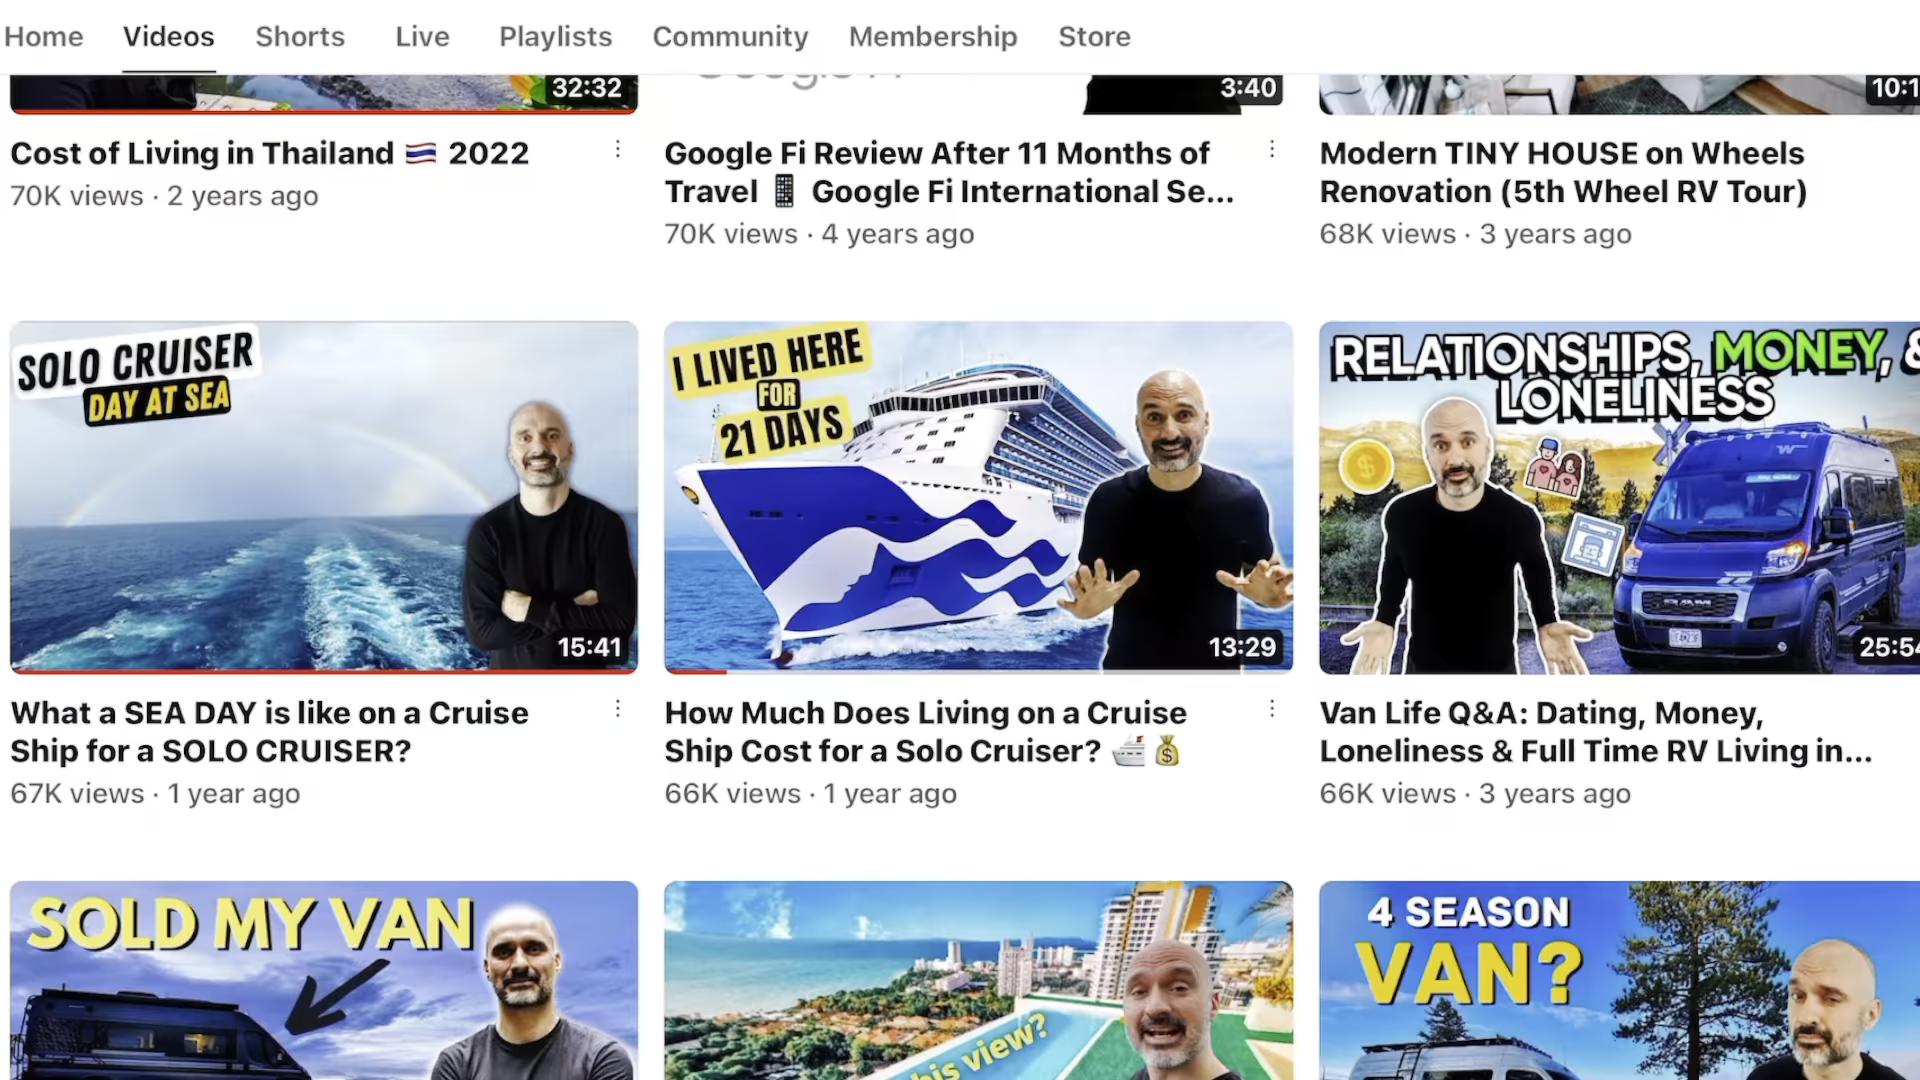 Home Videos Shorts Live Playlists Community Membership Store
32:32
3:40
Cost of Living in Thailand 🇹🇭 2022
70K views · 2 years ago
Google Fi Review After 11 Months of
Travel 📱 Google Fi International Se...
70K views · 4 years ago
Modern TINY HOUSE on Wheels
Renovation (5th Wheel RV Tour)
68K views · 3 years ago
SOLO CRUISER
DAY AT SEA
15:41
I LIVED HERE
FOR
21 DAYS
13:29
RELATIONSHIPS, MONEY, &
LONELINESS
RAM
25:54
What a SEA DAY is like on a Cruise
Ship for a SOLO CRUISER?
67K views · 1 year ago
How Much Does Living on a Cruise
Ship Cost for a Solo Cruiser? 🛳️💰
66K views · 1 year ago
Van Life Q&A: Dating, Money,
Loneliness & Full Time RV Living in...
66K views · 3 years ago
SOLD MY VAN
view?
4 SEASON
VAN?